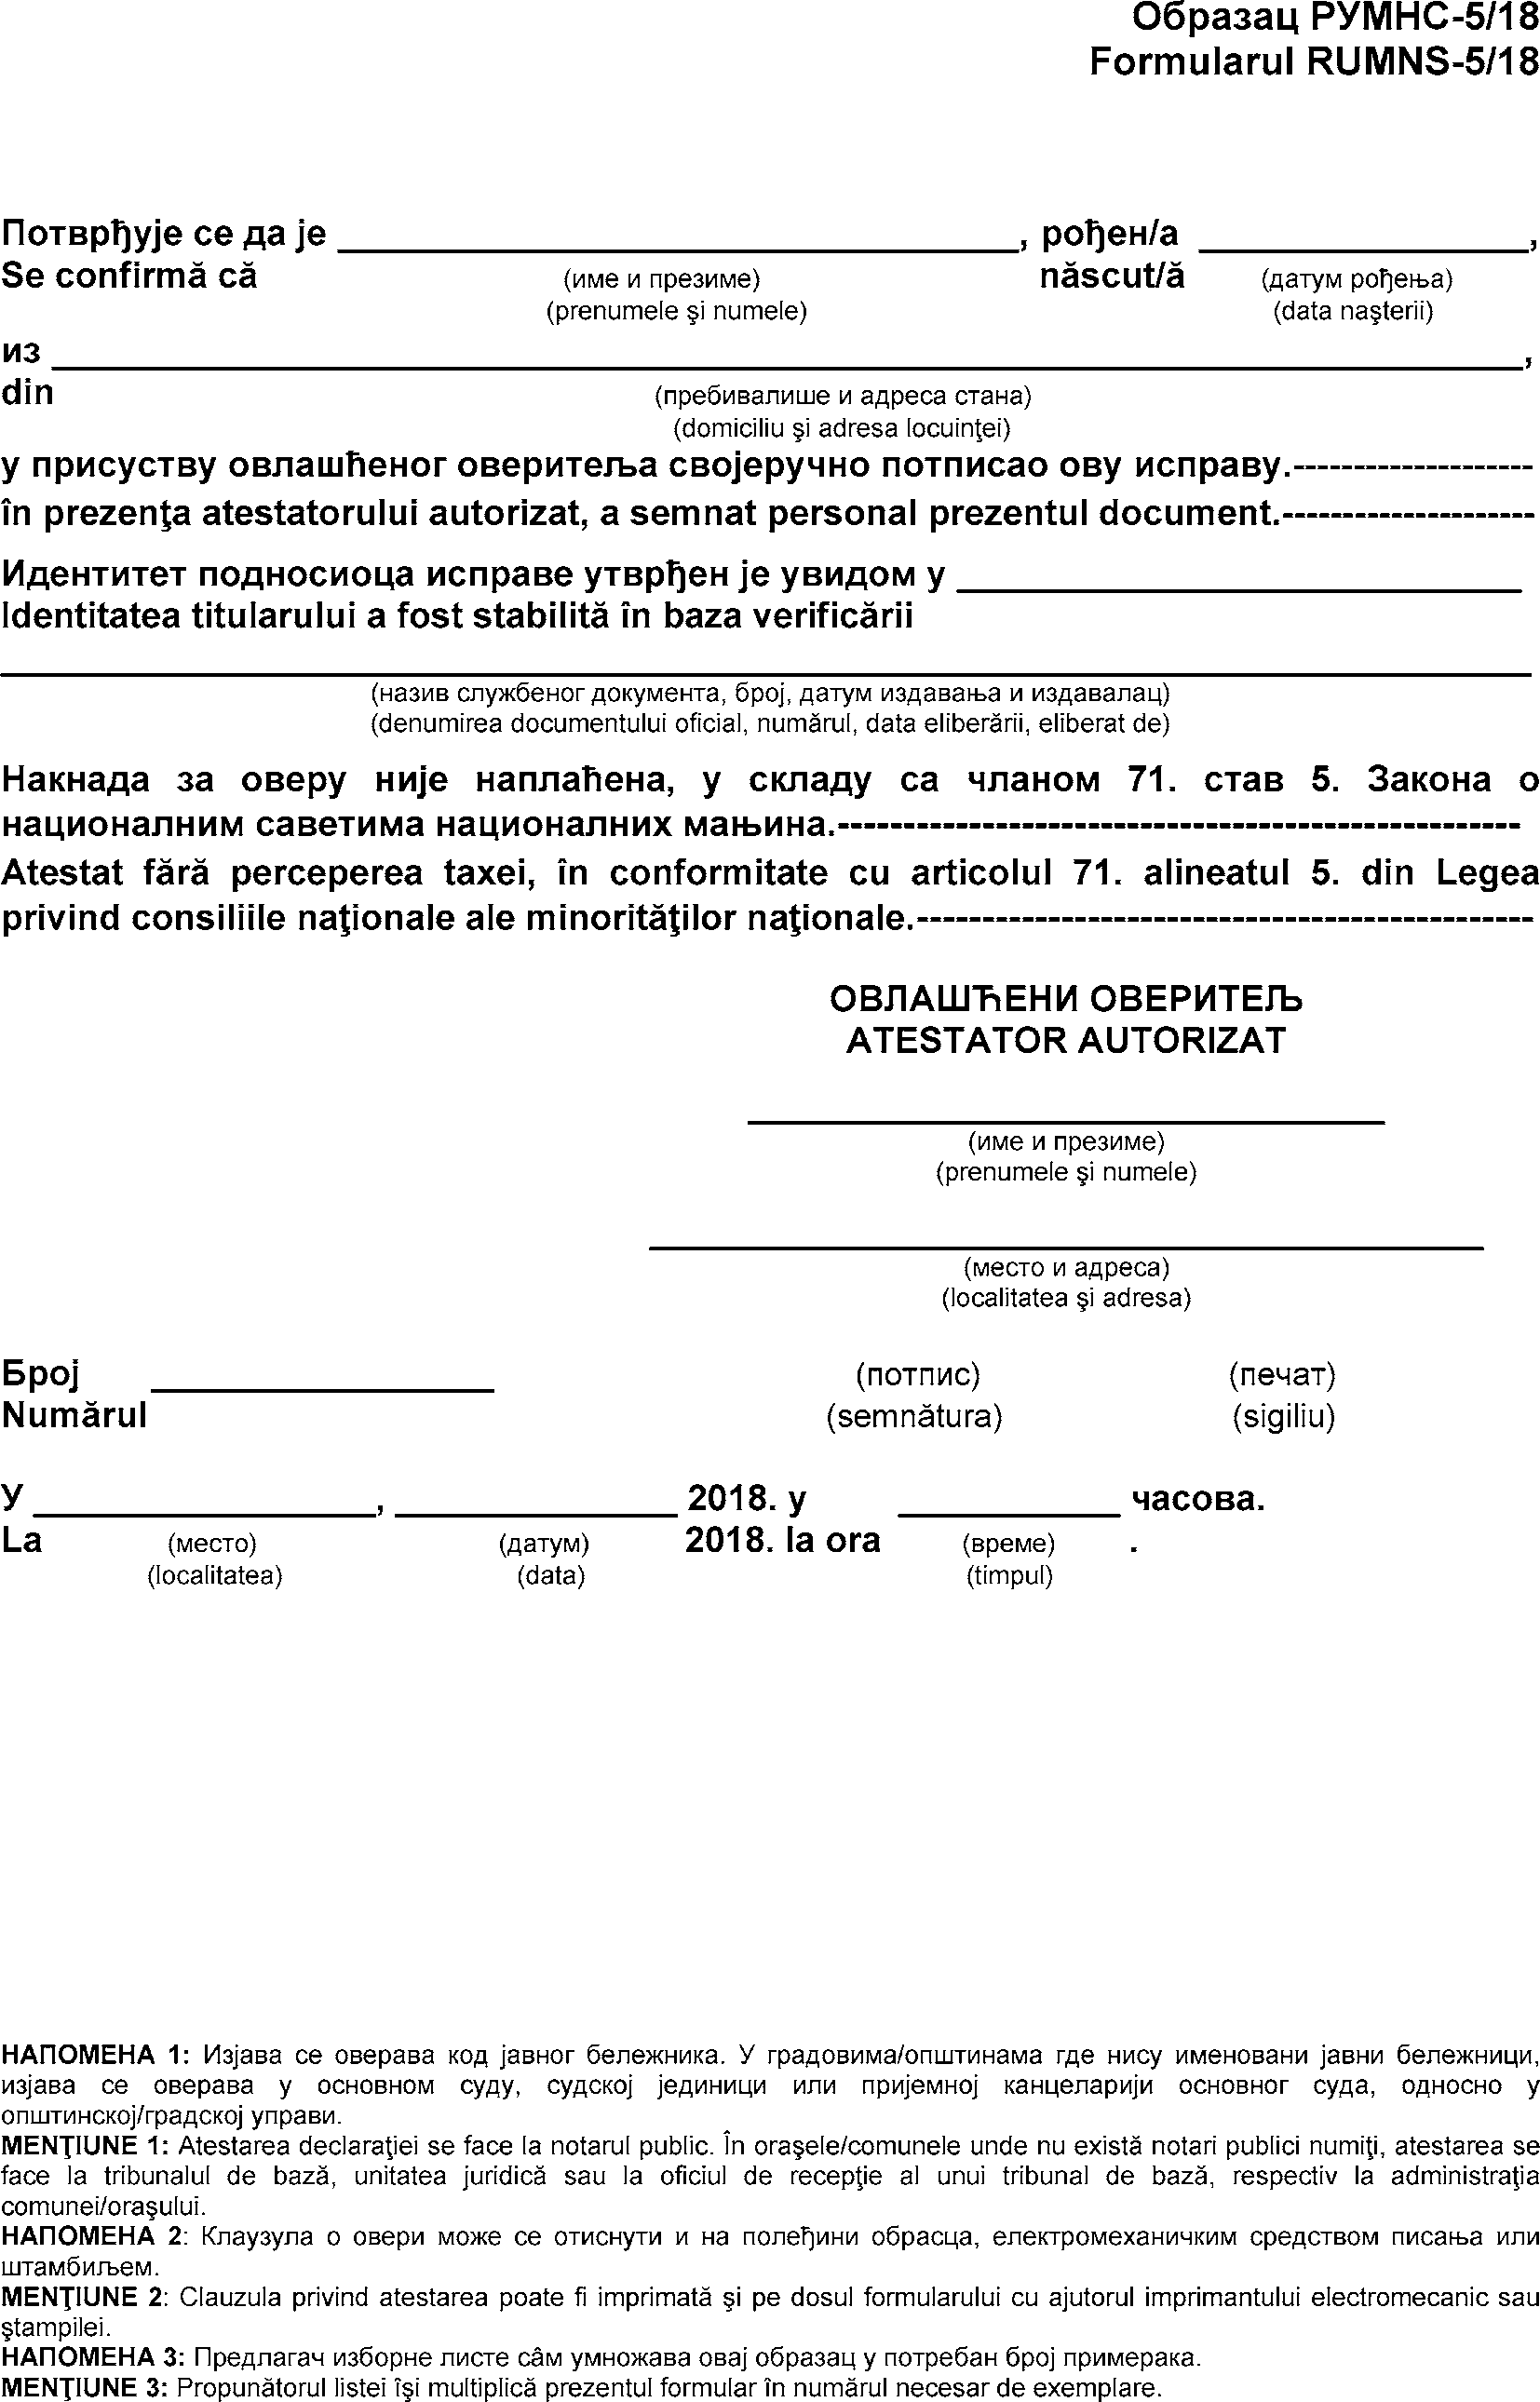 Образац РУМНС-5/18
Formularul RUMNS-5/18
Потврђује се да је ____________________, рођен/а ____________,
Se confirmă că (име и презиме) născut/ă (датум рођења)
(prenumele şi numele) (data naşterii)
из ________________________________________,
din (пребивалише и адреса стана)
(domiciliu şi adresa locuinţei)
у присуству овлашћеног оверитеља својеручно потписао ову исправу.--------------------
în prezenţa atestatorului autorizat, a semnat personal prezentul document.---------------------
Идентитет подносиоца исправе утврђен је увидом у ____________________
Identitatea titularului a fost stabilită în baza verificării
________________________________________
(назив службеног документа, број, датум издавања и издавалац)
(denumirea documentului oficial, numărul, data eliberării, eliberat de)
Накнада за оверу није наплаћена, у складу са чланом 71. став 5. Закона о
националним саветима националних мањина.----------------------------------------------------
Atestat fără perceperea taxei, în conformitate cu articolul 71. alineatul 5. din Legea
privind consiliile naţionale ale minorităţilor naţionale.-----------------------------------------------
ОВЛАШЋЕНИ ОВЕРИТЕЉ
ATESTATOR AUTORIZAT
____________________
(име и презиме)
(prenumele şi numele)
____________________
(место и адреса)
(localitatea şi adresa)
Број ____________ (потпис) (печат)
Numărul (semnătura) (sigiliu)
У ____________, __________ 2018. у ________ часова.
La (место) (датум) 2018. la ora (време) .
(localitatea) (data) (timpul)
НАПОМЕНА 1: Изјава се оверава код јавног бележника. У градовима/општинама где нису именовани јавни бележници,
изјава се оверава у основном суду, судској јединици или пријемној канцеларији основног суда, односно у
општинској/градској управи.
MENŢIUNE 1: Atestarea declaraţiei se face la notarul public. În oraşele/comunele unde nu există notari publici numiţi, atestarea se
face la tribunalul de bază, unitatea juridică sau la oficiul de recepţie al unui tribunal de bază, respectiv la administraţia
comunei/oraşului.
НАПОМЕНА 2: Клаузула о овери може се отиснути и на полеђини обрасца, електромеханичким средством писања или
штамбиљем.
MENŢIUNE 2: Clauzula privind atestarea poate fi imprimată şi pe dosul formularului cu ajutorul imprimantului electromecanic sau
ştampilei.
НАПОМЕНА 3: Предлагач изборне листе сâм умножава овај образац у потребан број примерака.
MENŢIUNE 3: Propunătorul listei îşi multiplică prezentul formular în numărul necesar de exemplare.